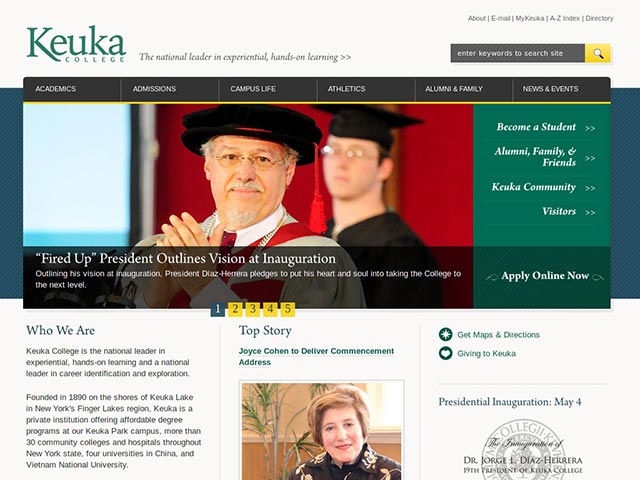 About | E-mail | MyKeuka | A-Z Index | Directory
Keuka
COLLEGE
The national leader in experiential, hands-on learning >>
enter keywords to search site
ACADEMICS
ADMISSIONS
CAMPUS LIFE
ATHLETICS
ALUMNI & FAMILY
NEWS & EVENTS
Become a Student >>
Alumni, Family, &
Friends >>
Keuka Community >>
Visitors >>
Apply Online Now
“Fired Up” President Outlines Vision at Inauguration
Outlining his vision at inauguration, President Díaz-Herrera pledges to put his heart and soul into taking the College to
the next level.
1 2 3 4 5
Who We Are
Keuka College is the national leader in
experiential, hands-on learning and a national
leader in career identification and exploration.
Founded in 1890 on the shores of Keuka Lake
in New York's Finger Lakes region, Keuka is a
private institution offering affordable degree
programs at our Keuka Park campus, more than
30 community colleges and hospitals throughout
New York state, four universities in China, and
Vietnam National University.
Top Story
Joyce Cohen to Deliver Commencement
Address
Get Maps & Directions
Giving to Keuka
Presidential Inauguration: May 4
The Inauguration of
DR. JORGE L. DÍAZ-HERRERA
19TH PRESIDENT OF KEUKA COLLEGE